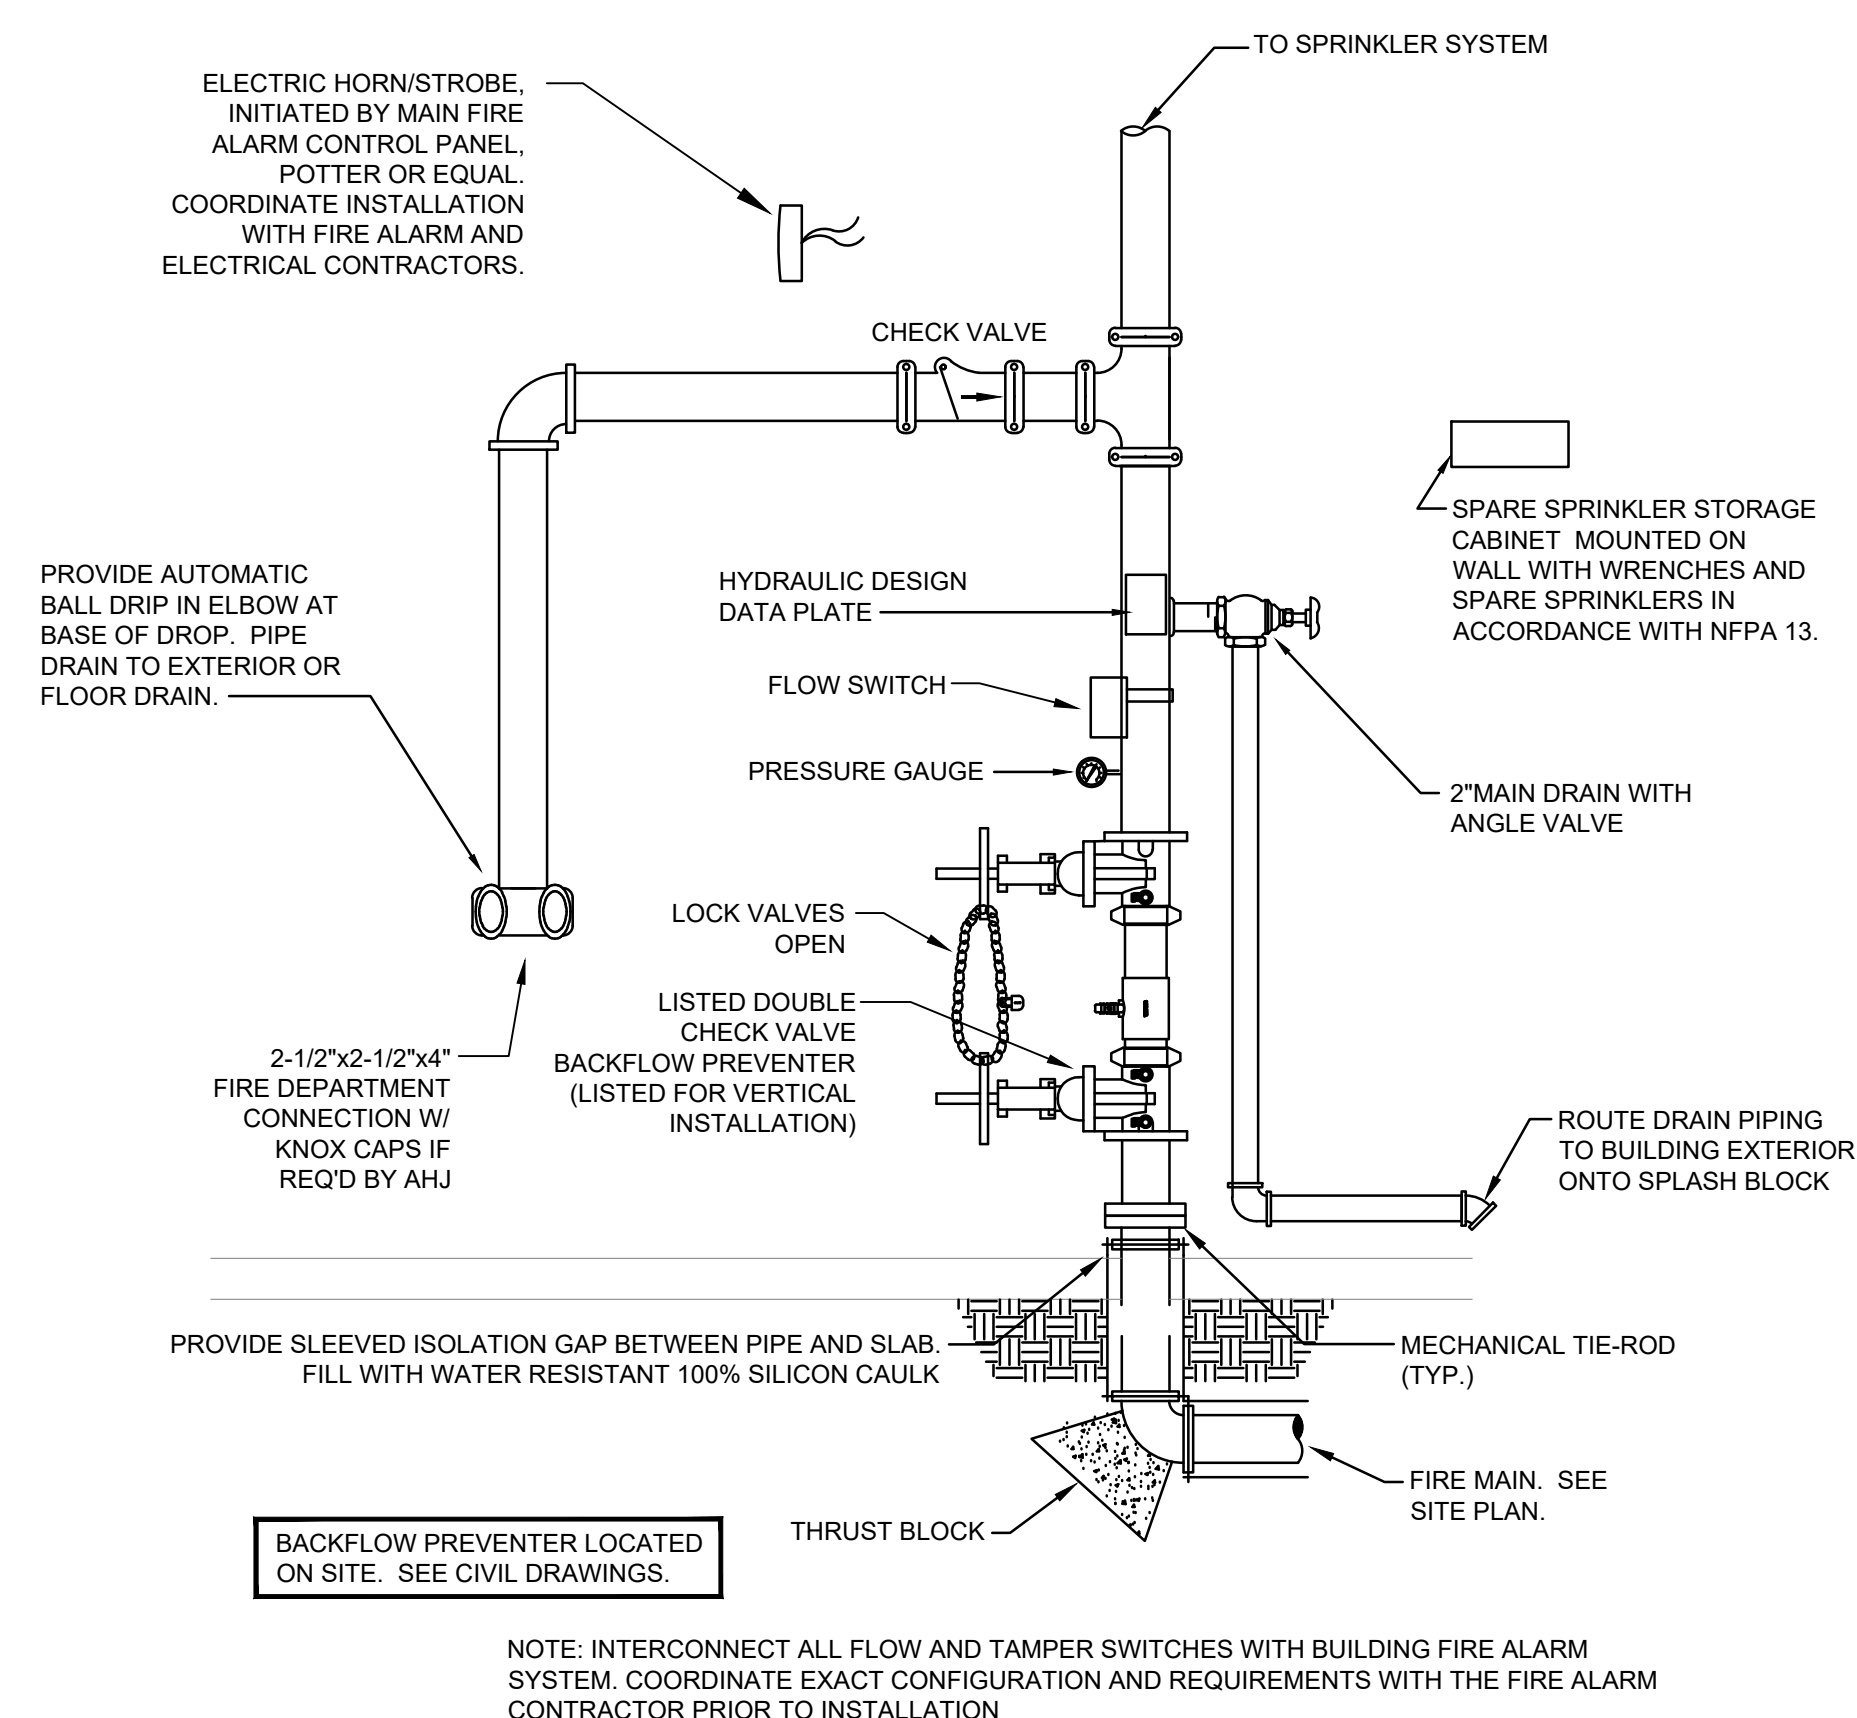 TO SPRINKLER SYSTEM
ELECTRIC HORN/STROBE,
INITIATED BY MAIN FIRE
ALARM CONTROL PANEL,
POTTER OR EQUAL.
COORDINATE INSTALLATION
WITH FIRE ALARM AND
ELECTRICAL CONTRACTORS.
CHECK VALVE
SPARE SPRINKLER STORAGE
CABINET  MOUNTED ON
WALL WITH WRENCHES AND
SPARE SPRINKLERS IN
ACCORDANCE WITH NFPA 13.
PROVIDE AUTOMATIC
BALL DRIP IN ELBOW AT
BASE OF DROP.  PIPE
DRAIN TO EXTERIOR OR
FLOOR DRAIN.
HYDRAULIC DESIGN
DATA PLATE
FLOW SWITCH
PRESSURE GAUGE
2"MAIN DRAIN WITH
ANGLE VALVE
LOCK VALVES
OPEN
LISTED DOUBLE
CHECK VALVE
BACKFLOW PREVENTER
(LISTED FOR VERTICAL
INSTALLATION)
2-1/2"x2-1/2"x4"
FIRE DEPARTMENT
CONNECTION W/
KNOX CAPS IF
REQ'D BY AHJ
ROUTE DRAIN PIPING
TO BUILDING EXTERIOR
ONTO SPLASH BLOCK
PROVIDE SLEEVED ISOLATION GAP BETWEEN PIPE AND SLAB.
FILL WITH WATER RESISTANT 100% SILICON CAULK
MECHANICAL TIE-ROD
(TYP.)
FIRE MAIN.  SEE
SITE PLAN.
THRUST BLOCK
BACKFLOW PREVENTER LOCATED
ON SITE.  SEE CIVIL DRAWINGS.
NOTE: INTERCONNECT ALL FLOW AND TAMPER SWITCHES WITH BUILDING FIRE ALARM
SYSTEM. COORDINATE EXACT CONFIGURATION AND REQUIREMENTS WITH THE FIRE ALARM
CONTRACTOR PRIOR TO INSTALLATION